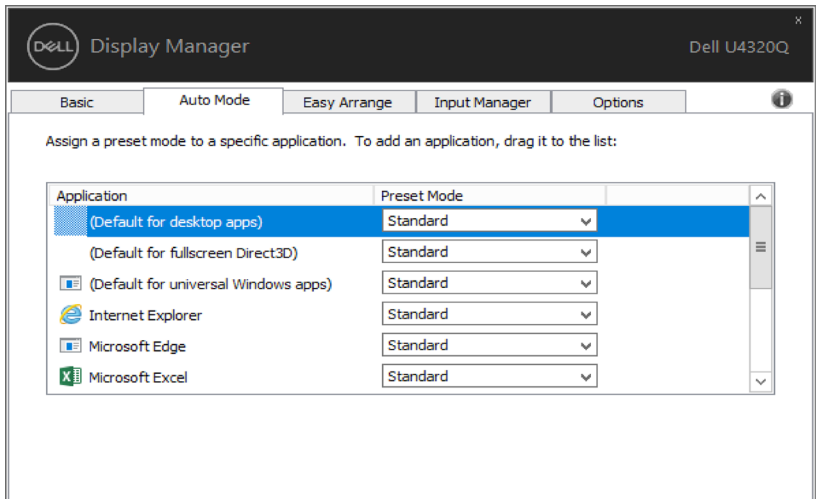 x
DELL Display Manager Dell U4320Q
Basic Auto Mode Easy Arrange Input Manager Options i
Assign a preset mode to a specific application. To add an application, drag it to the list:
Application Preset Mode
(Default for desktop apps) Standard
(Default for fullscreen Direct3D) Standard
(Default for universal Windows apps) Standard
Internet Explorer Standard
Microsoft Edge Standard
Microsoft Excel Standard